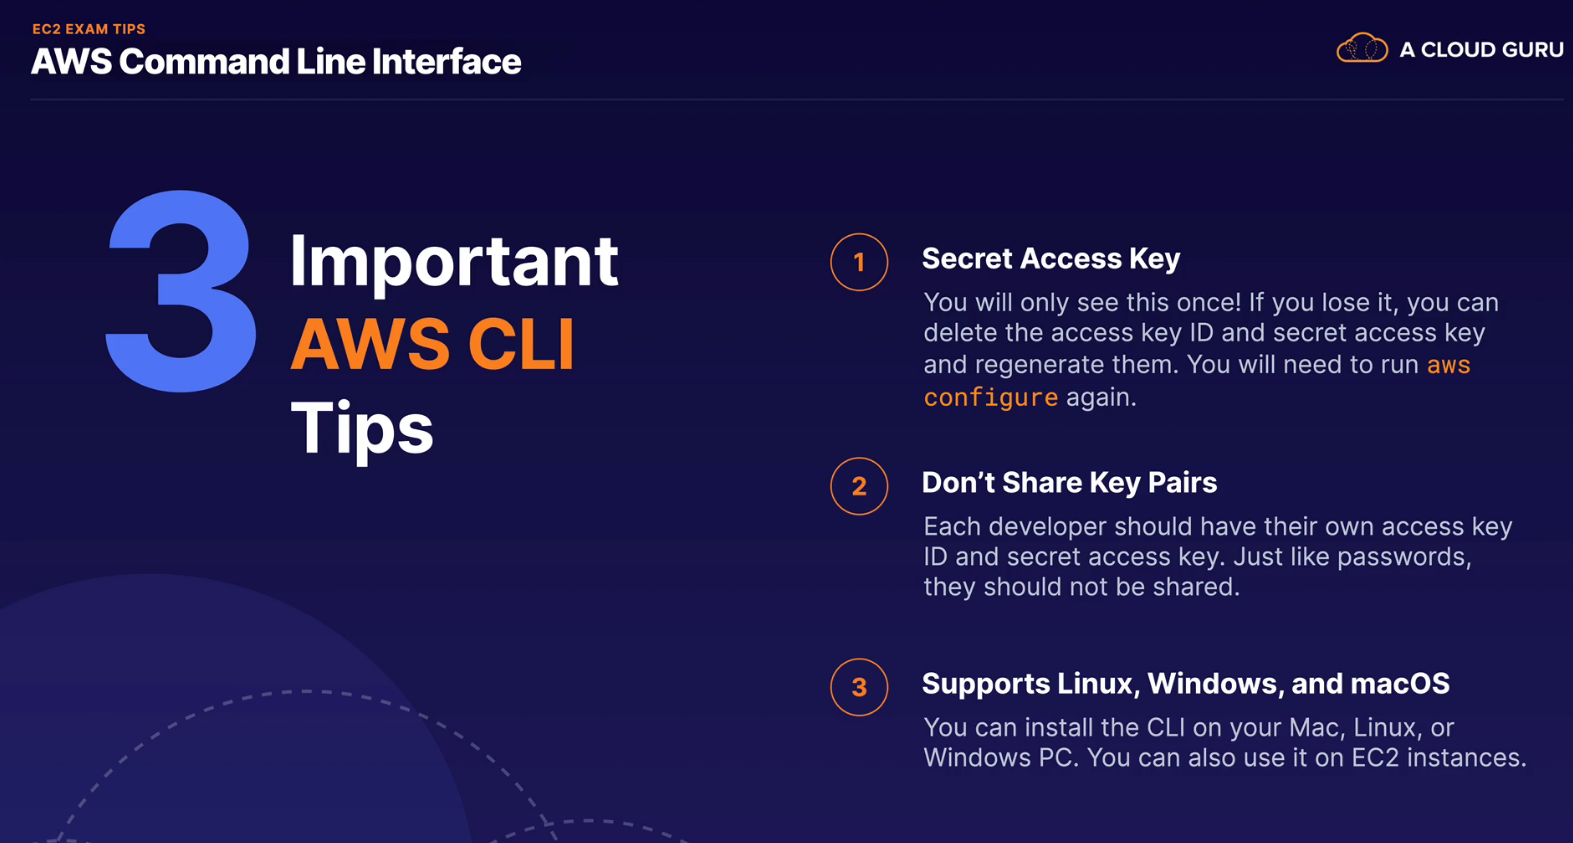 EC2 EXAM TIPS
AWS Command Line Interface
A CLOUD GURU
3
Important
AWS CLI
Tips
1
Secret Access Key
You will only see this once! If you lose it, you can
delete the access key ID and secret access key
and regenerate them. You will need to run aws
configure again.
2
Don’t Share Key Pairs
Each developer should have their own access key
ID and secret access key. Just like passwords,
they should not be shared.
3
Supports Linux, Windows, and macOS
You can install the CLI on your Mac, Linux, or
Windows PC. You can also use it on EC2 instances.